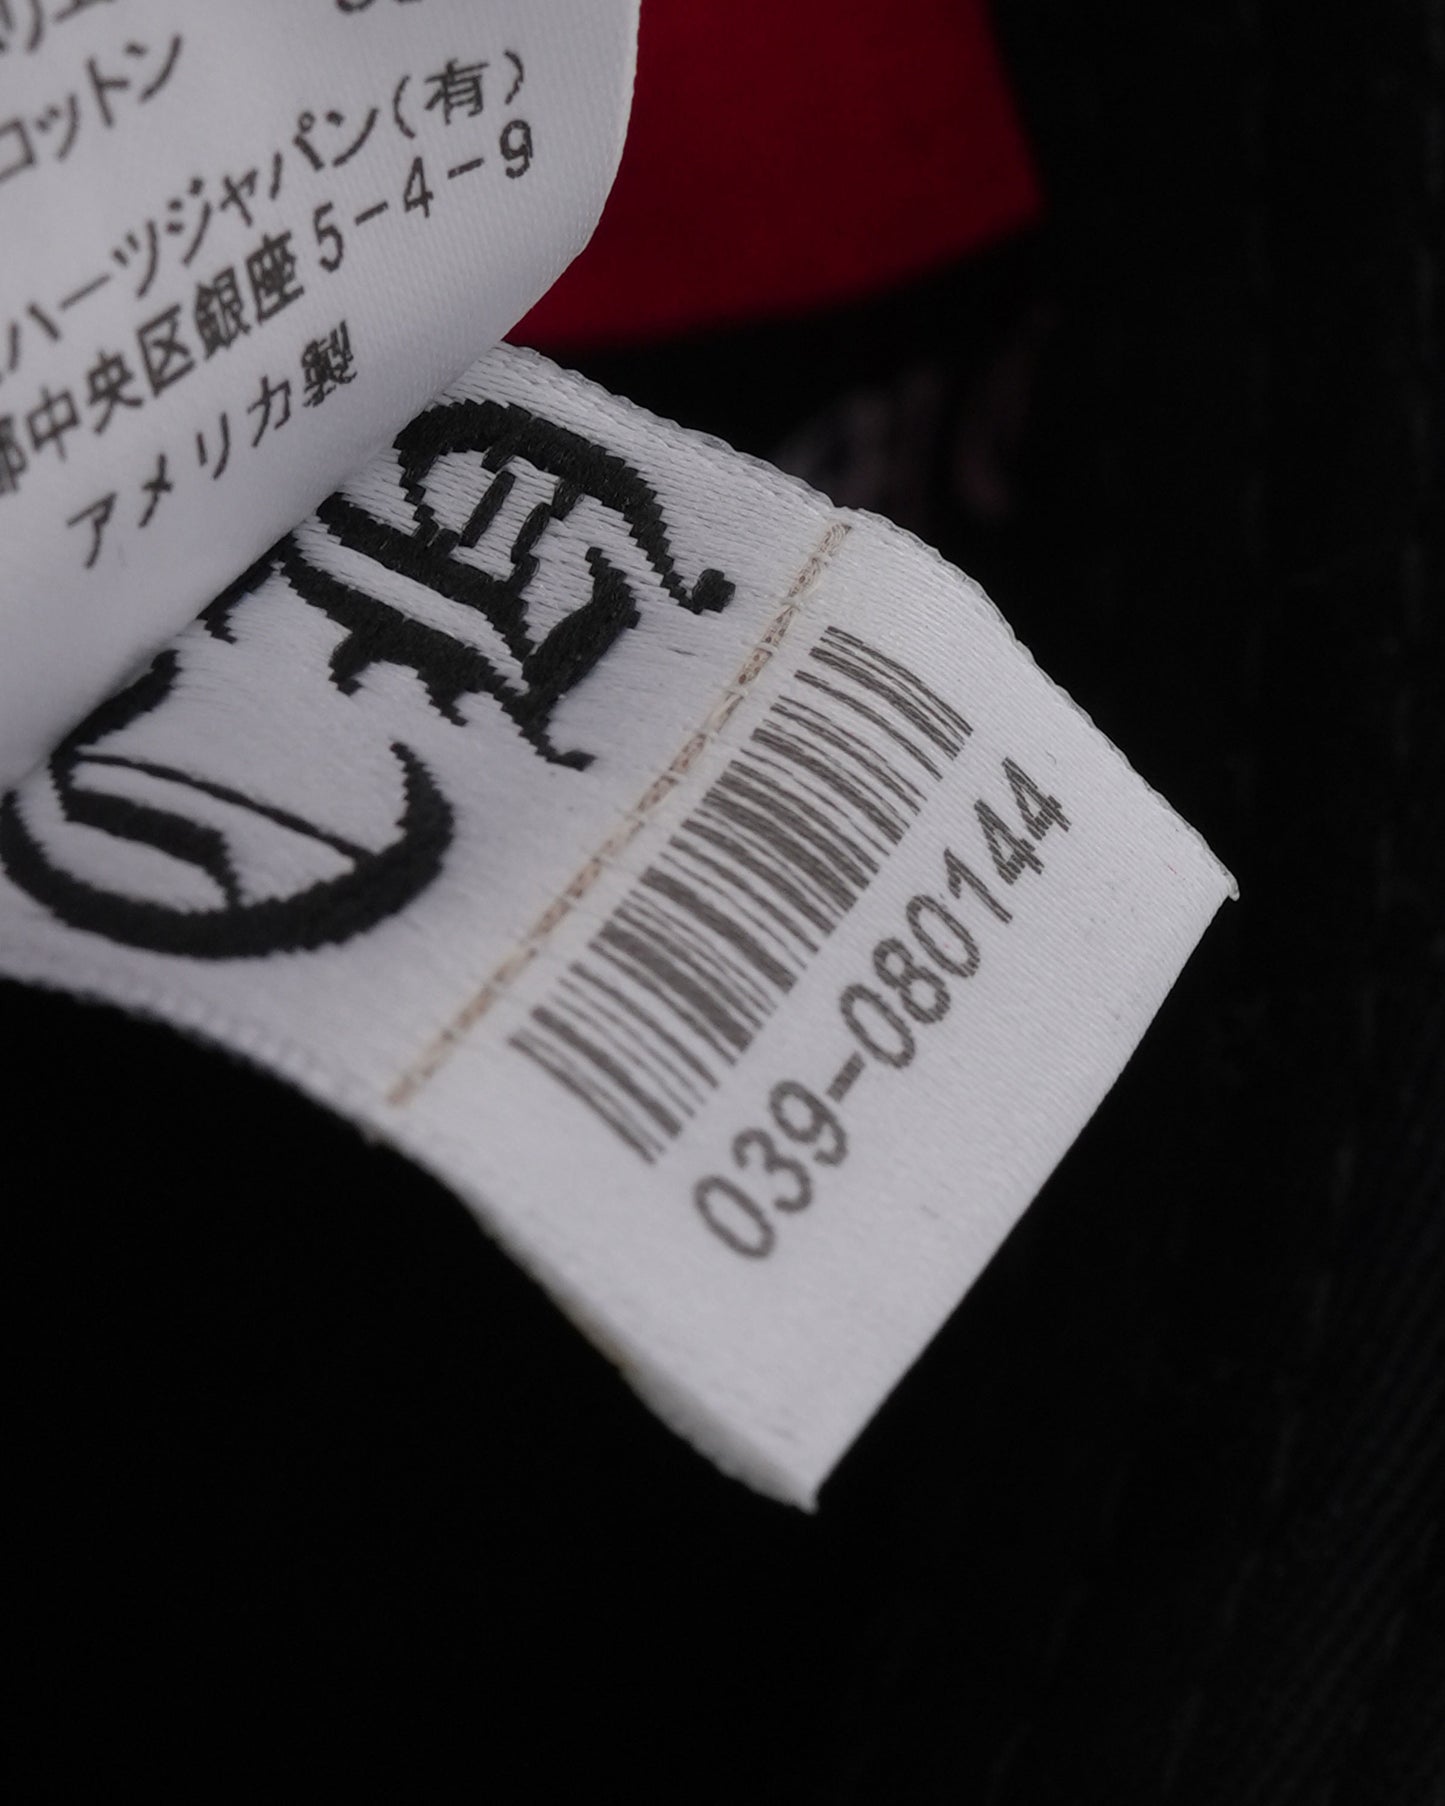 コットン
ハーツジャパン(有)
中央区銀座5-4-9
アメリカ製
CH
039-080144